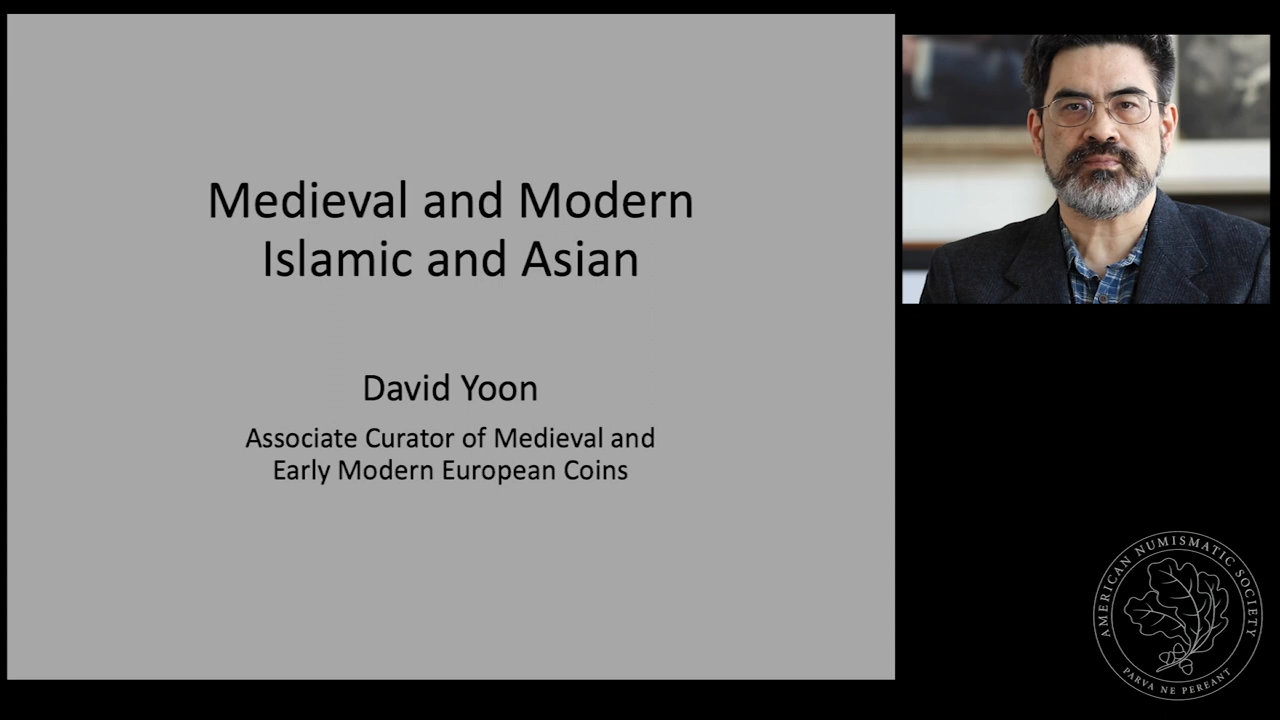 Medieval and Modern
Islamic and Asian
David Yoon
Associate Curator of Medieval and
Early Modern European Coins
AMERICAN NUMISMATIC SOCIETY
PARVA NE PEREANT